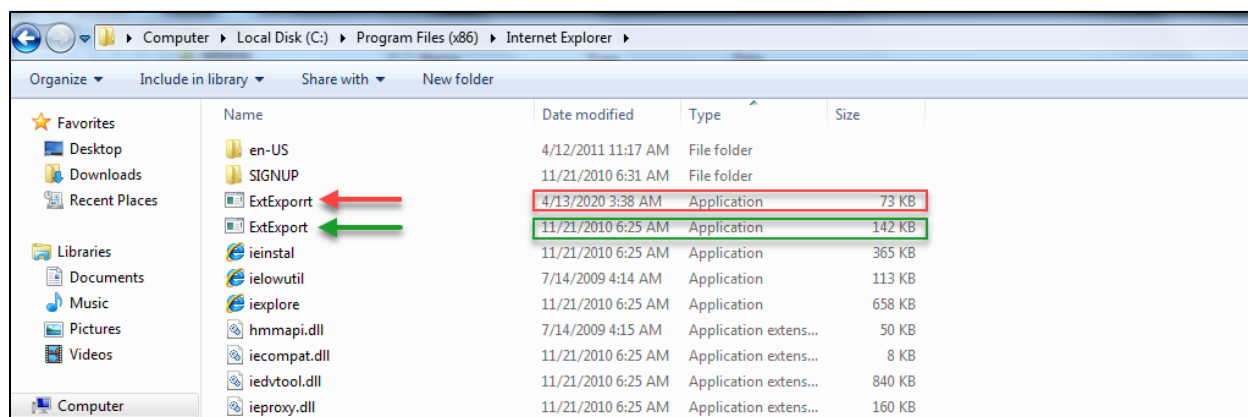 Computer Local Disk (C:) Program Files (x86) Internet Explorer
Organize Include in library Share with New folder
Favorites
Desktop
Downloads
Recent Places
Libraries
Documents
Music
Pictures
Videos
Computer
Name Date modified Type Size
en-US 4/12/2011 11:17 AM File folder
SIGNUP 11/21/2010 6:31 AM File folder
ExtExporrt 4/13/2020 3:38 AM Application 73 KB
ExtExport 11/21/2010 6:25 AM Application 142 KB
ieinstal 11/21/2010 6:25 AM Application 365 KB
ielowutil 7/14/2009 4:14 AM Application 113 KB
iexplore 11/21/2010 6:25 AM Application 658 KB
hmmapi.dll 7/14/2009 4:15 AM Application extens... 50 KB
iecompat.dll 11/21/2010 6:25 AM Application extens... 8 KB
iedvtool.dll 11/21/2010 6:25 AM Application extens... 840 KB
ieproxy.dll 11/21/2010 6:25 AM Application extens... 160 KB